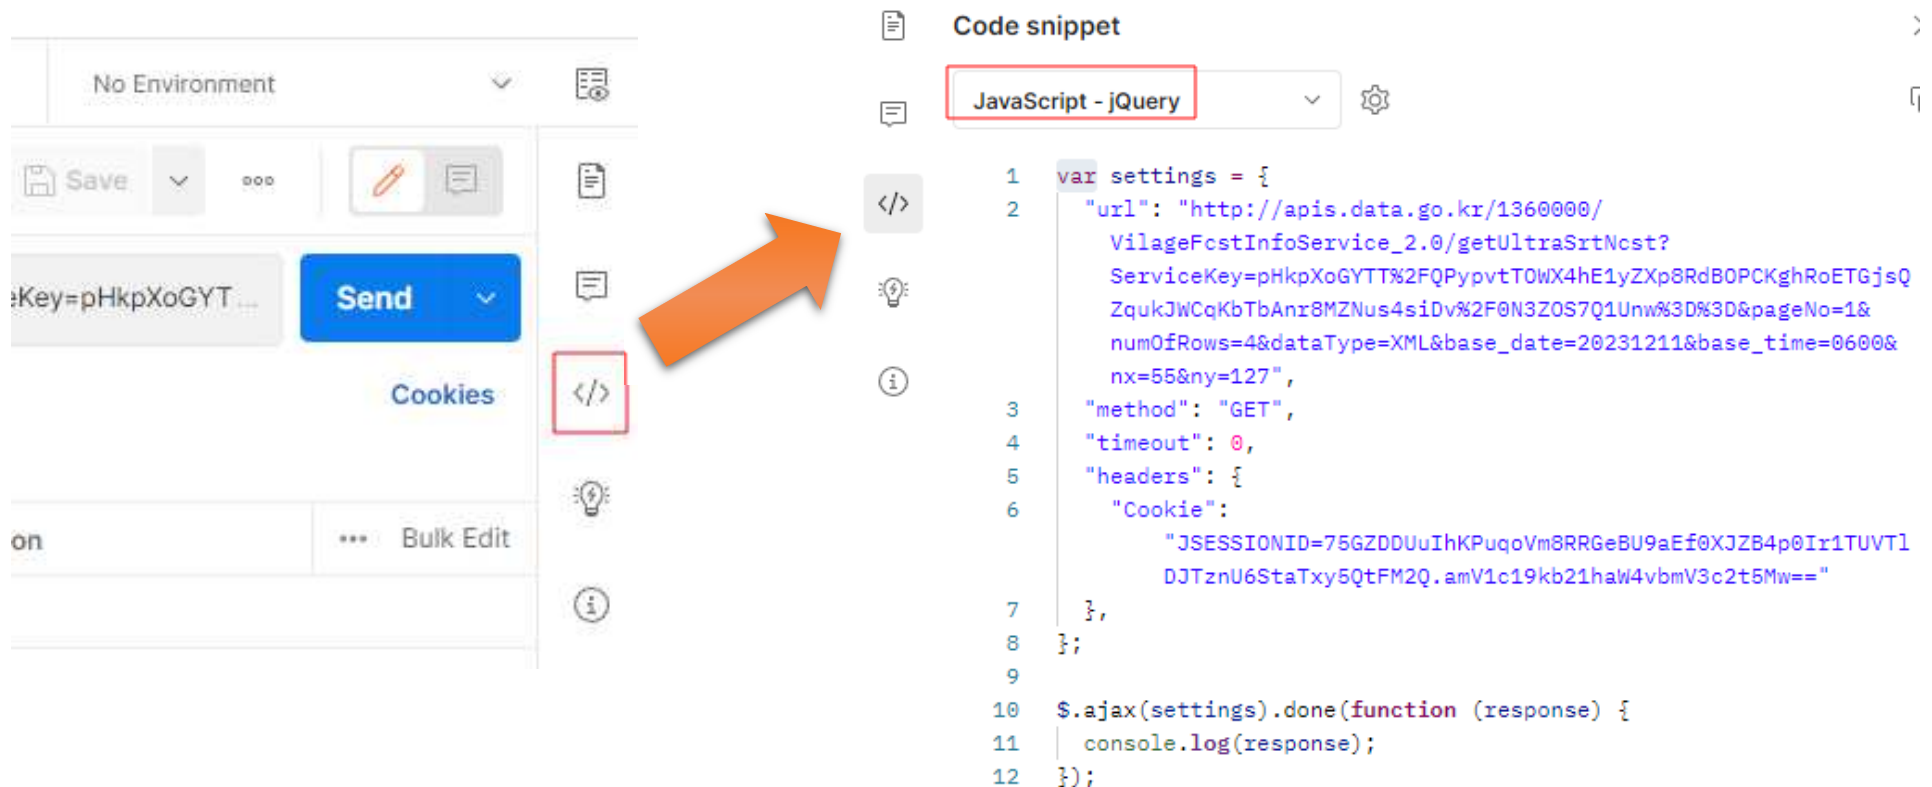 No Environment
Save
eKey=pHkpXoGYT...
Send
Cookies
on
Bulk Edit
Code snippet
JavaScript - jQuery
1 var settings = {
2 "url": "http://apis.data.go.kr/1360000/
VilageFcstInfoService_2.0/getUltraSrtNcst?
ServiceKey=pHkpXoGYTT%2FQPypvtTOWX4hE1yZXp8RdBOPCKghRoETGjsQ
ZqukJWCqKbTbAnr8MZNus4siDv%2F0N3ZOS7Q1Unw%3D%3D&pageNo=1&
numOfRows=4&dataType=XML&base_date=20231211&base_time=0600&
nx=55&ny=127",
3 "method": "GET",
4 "timeout": 0,
5 "headers": {
6 "Cookie":
"JSESSIONID=75GZDDUuIhKPuqoVm8RRGeBU9aEf0XJZB4p0Ir1TUVTl
DJTznU6StaTxy5QtFM2Q.amV1c19kb21haW4vbmV3c2t5Mw=="
7 },
8 };
9
10 $.ajax(settings).done(function (response) {
11 console.log(response);
12 });